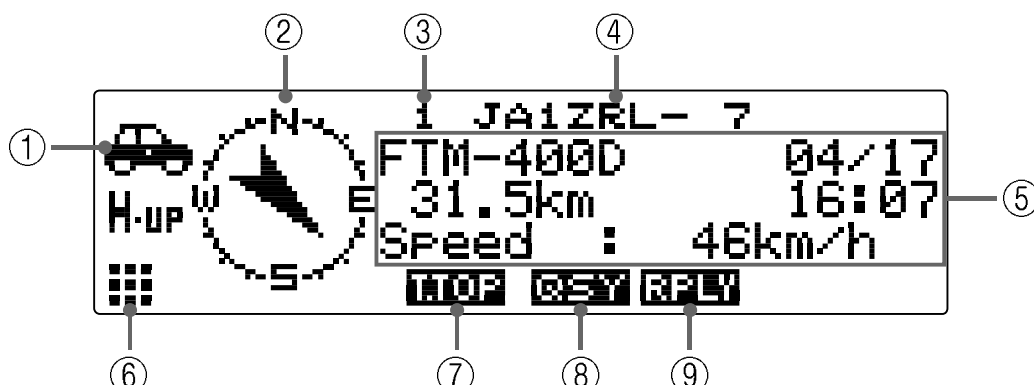 ② ③ ④
1 JA1ZRL- 7
①
N
W E
S
H-UP
FTM-400D 04/17
31.5km 16:07
Speed : 46km/h
⑤
TOP QSY RPLY
⑥ ⑦ ⑧ ⑨